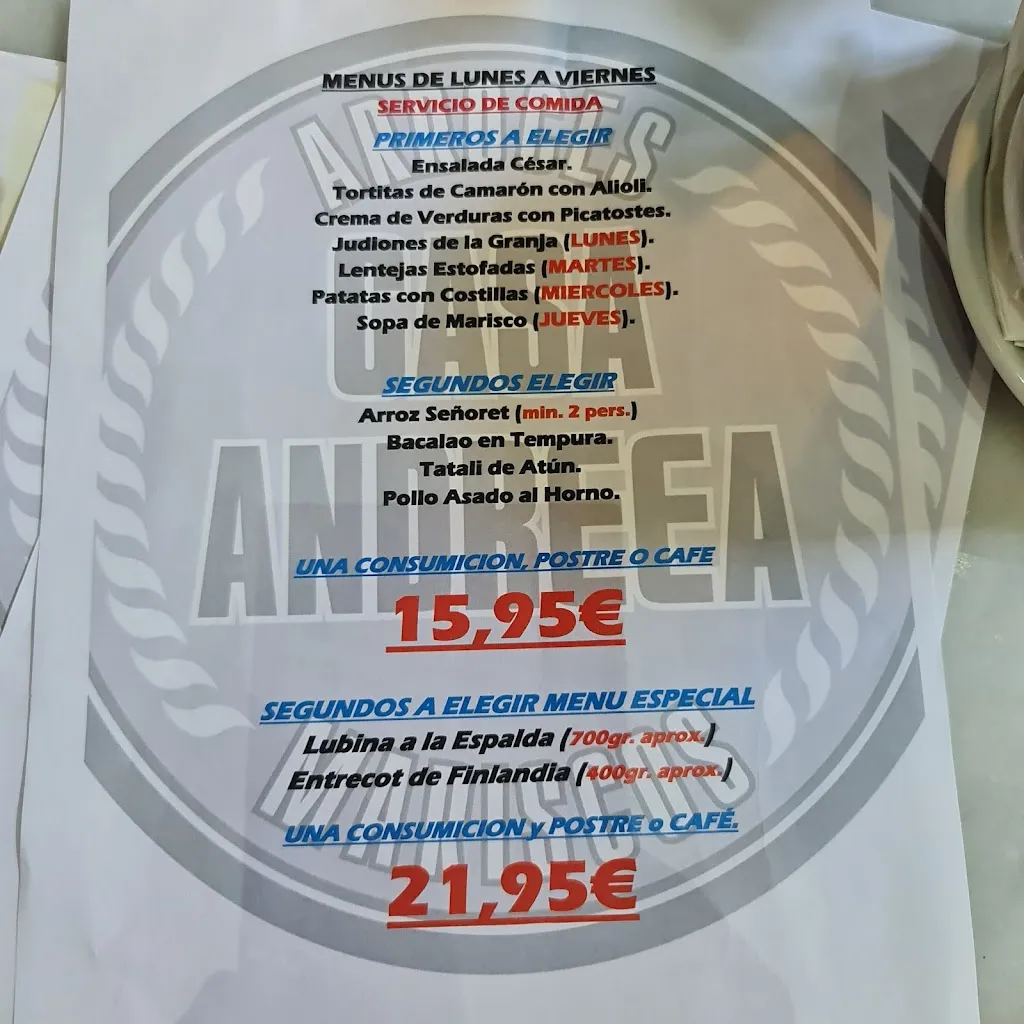 MENUS DE LUNES A VIERNES
SERVICIO DE COMIDA
PRIMEROS A ELEGIR
Ensalada César.
Tortitas de Camarón con Alioli.
Crema de Verduras con Picatostes.
Judiones de la Granja (LUNES).
Lentejas Estofadas (MARTES).
Patatas con Costillas (MIERCOLES).
Sopa de Marisco (JUEVES).
SEGUNDOS ELEGIR
Arroz Señoret (min. 2 pers.)
Bacalao en Tempura.
Tatali de Atún.
Pollo Asado al Horno.
UNA CONSUMICION, POSTRE O CAFE
15,95€
SEGUNDOS A ELEGIR MENU ESPECIAL
Lubina a la Espalda (700gr. aprox.)
Entrecot de Finlandia (400gr. aprox.)
UNA CONSUMICION y POSTRE o CAFÉ.
21,95€
ARROCES
CASA
ANDREEA
MARISCOS